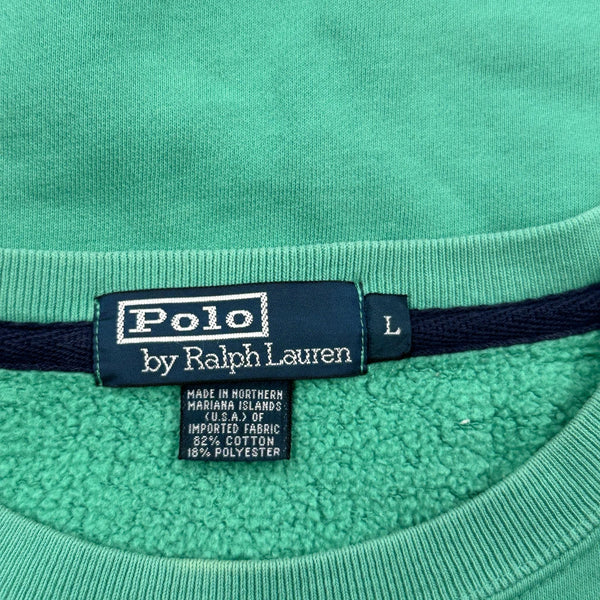 Polo
by Ralph Lauren
L
MADE IN NORTHERN
MARIANA ISLANDS
(U.S.A.) OF
IMPORTED FABRIC
82% COTTON
18% POLYESTER